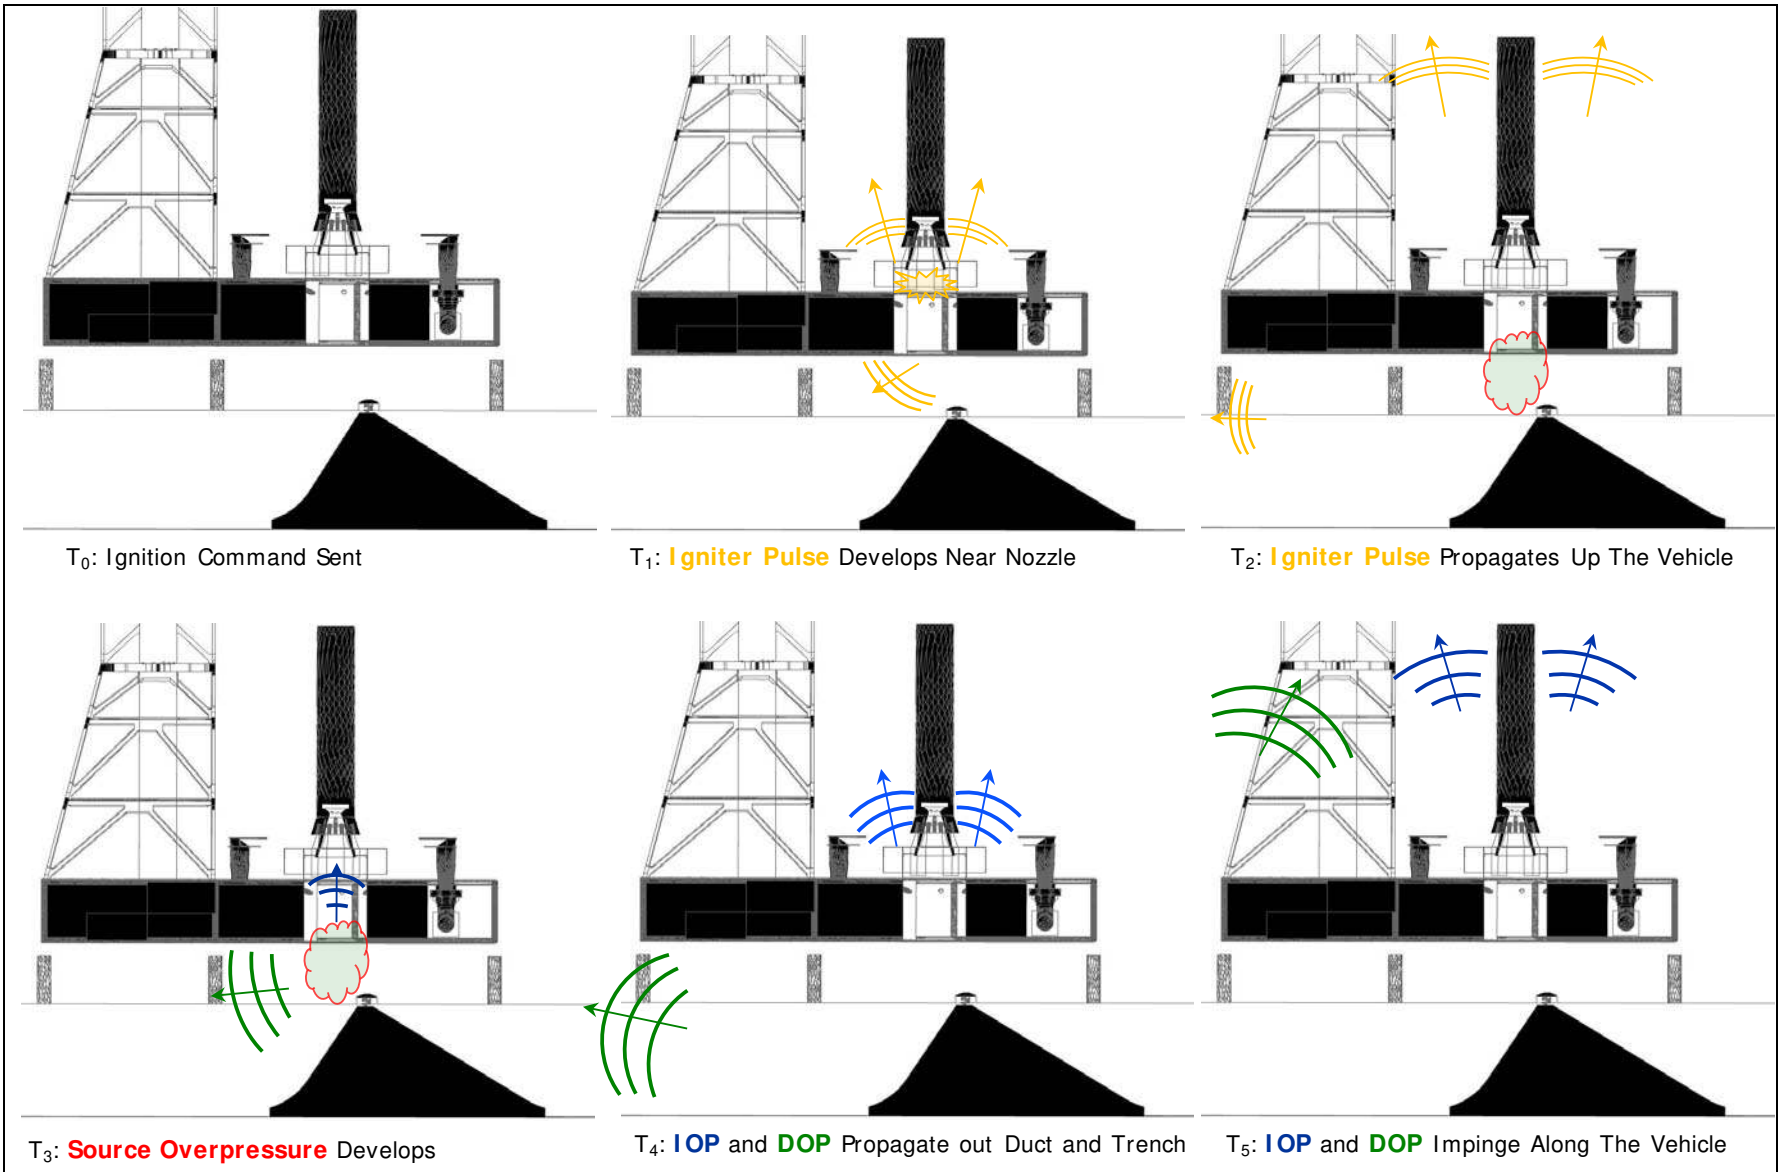 T₀: Ignition Command Sent
T₁: Igniter Pulse Develops Near Nozzle
T₂: Igniter Pulse Propagates Up The Vehicle
T₃: Source Overpressure Develops
T₄: IOP and DOP Propagate out Duct and Trench
T₅: IOP and DOP Impinge Along The Vehicle